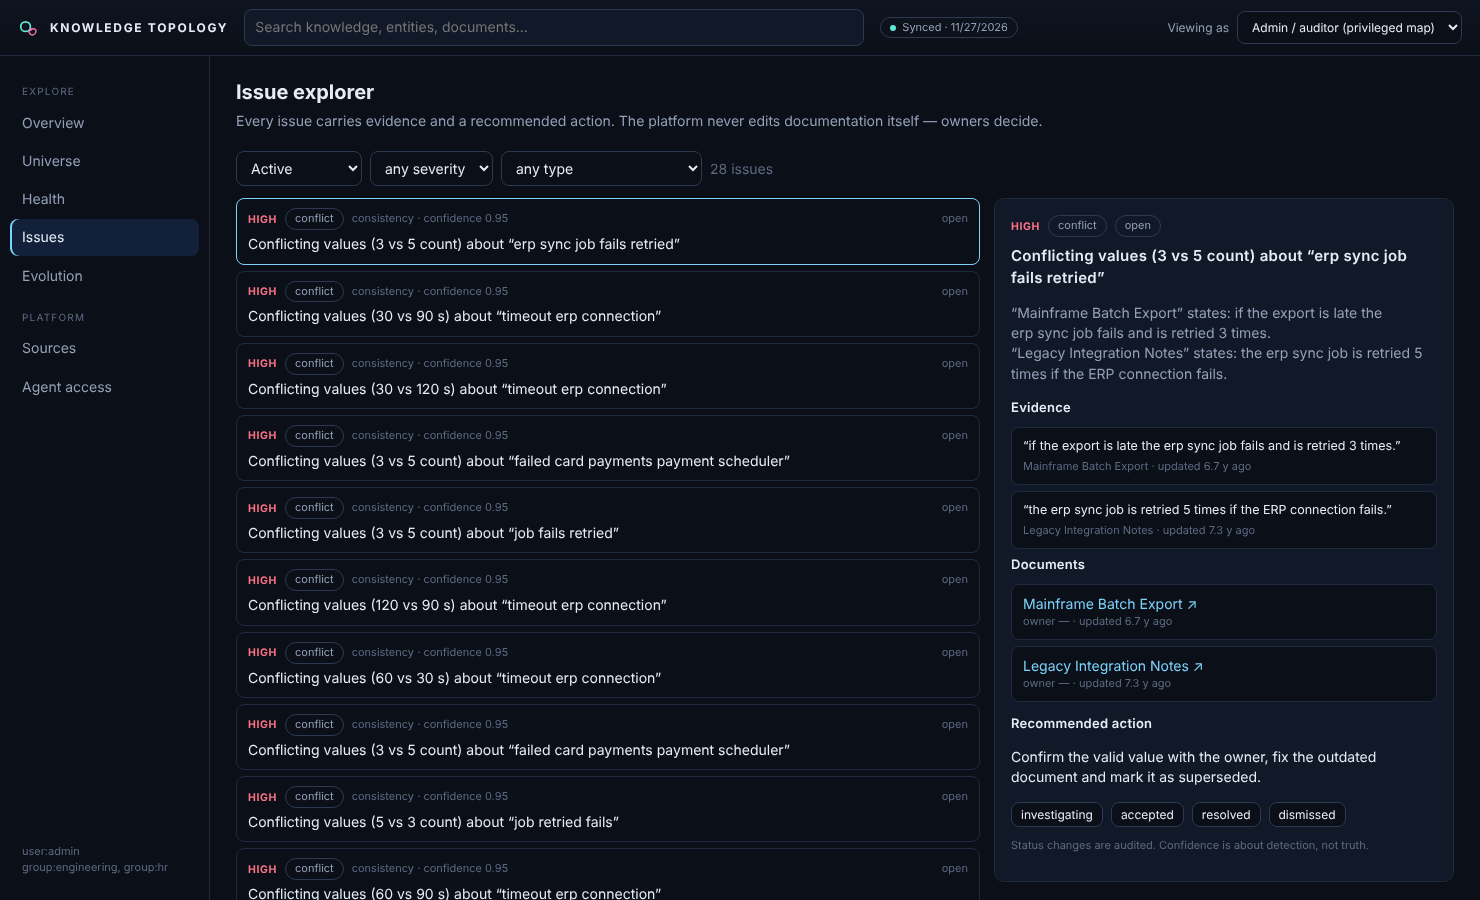 KNOWLEDGE TOPOLOGY
Search knowledge, entities, documents...
Synced · 11/27/2026
Viewing as
Admin / auditor (privileged map)
EXPLORE
Overview
Universe
Health
Issues
Evolution
PLATFORM
Sources
Agent access
user:admin
group:engineering, group:hr
Issue explorer
Every issue carries evidence and a recommended action. The platform never edits documentation itself — owners decide.
Active
any severity
any type
28 issues
HIGH conflict consistency · confidence 0.95 open
Conflicting values (3 vs 5 count) about “erp sync job fails retried”
HIGH conflict consistency · confidence 0.95 open
Conflicting values (30 vs 90 s) about “timeout erp connection”
HIGH conflict consistency · confidence 0.95 open
Conflicting values (30 vs 120 s) about “timeout erp connection”
HIGH conflict consistency · confidence 0.95 open
Conflicting values (3 vs 5 count) about “failed card payments payment scheduler”
HIGH conflict consistency · confidence 0.95 open
Conflicting values (3 vs 5 count) about “job fails retried”
HIGH conflict consistency · confidence 0.95 open
Conflicting values (120 vs 90 s) about “timeout erp connection”
HIGH conflict consistency · confidence 0.95 open
Conflicting values (60 vs 30 s) about “timeout erp connection”
HIGH conflict consistency · confidence 0.95 open
Conflicting values (3 vs 5 count) about “failed card payments payment scheduler”
HIGH conflict consistency · confidence 0.95 open
Conflicting values (5 vs 3 count) about “job retried fails”
HIGH conflict consistency · confidence 0.95 open
Conflicting values (60 vs 90 s) about “timeout erp connection”
HIGH conflict open
Conflicting values (3 vs 5 count) about “erp sync job
fails retried”
“Mainframe Batch Export” states: if the export is late the
erp sync job fails and is retried 3 times.
“Legacy Integration Notes” states: the erp sync job is retried 5
times if the ERP connection fails.
Evidence
“if the export is late the erp sync job fails and is retried 3 times.”
Mainframe Batch Export · updated 6.7 y ago
“the erp sync job is retried 5 times if the ERP connection fails.”
Legacy Integration Notes · updated 7.3 y ago
Documents
Mainframe Batch Export ↗
owner — · updated 6.7 y ago
Legacy Integration Notes ↗
owner — · updated 7.3 y ago
Recommended action
Confirm the valid value with the owner, fix the outdated
document and mark it as superseded.
investigating accepted resolved dismissed
Status changes are audited. Confidence is about detection, not truth.